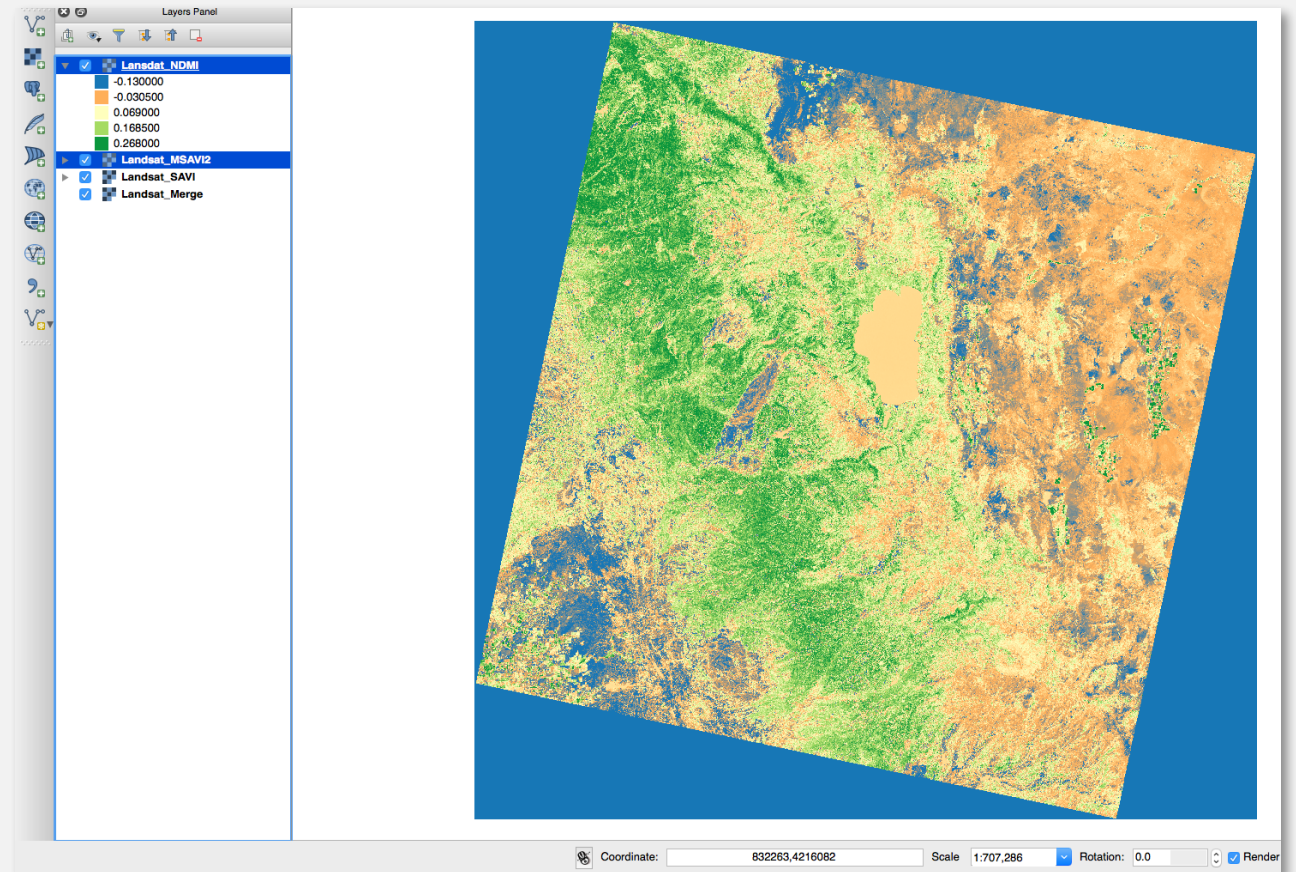 Layers Panel
Lansdat_NDMI
-0.130000
-0.030500
0.069000
0.168500
0.268000
Landsat_MSAVI2
Landsat_SAVI
Landsat_Merge
Coordinate: 832263,4216082 Scale 1:707,286 Rotation: 0.0 Render